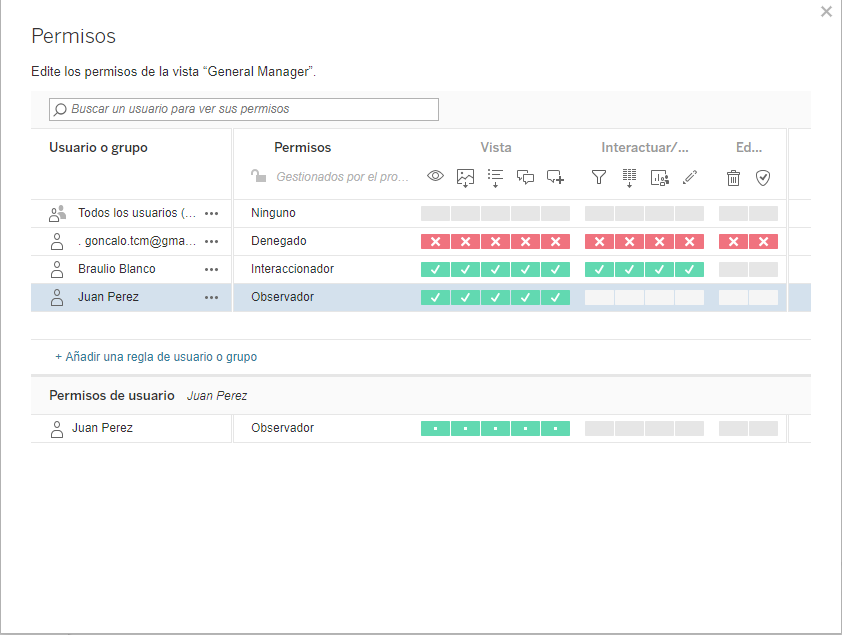 Permisos
Edite los permisos de la vista “General Manager”.
Buscar un usuario para ver sus permisos
Usuario o grupo Permisos Vista Interactuar/... Ed...
Gestionados por el pro...
Todos los usuarios (... Ninguno
. goncalo.tcm@gma... Denegado
Braulio Blanco Interaccionador
Juan Perez Observador
+ Añadir una regla de usuario o grupo
Permisos de usuario Juan Perez
Juan Perez Observador